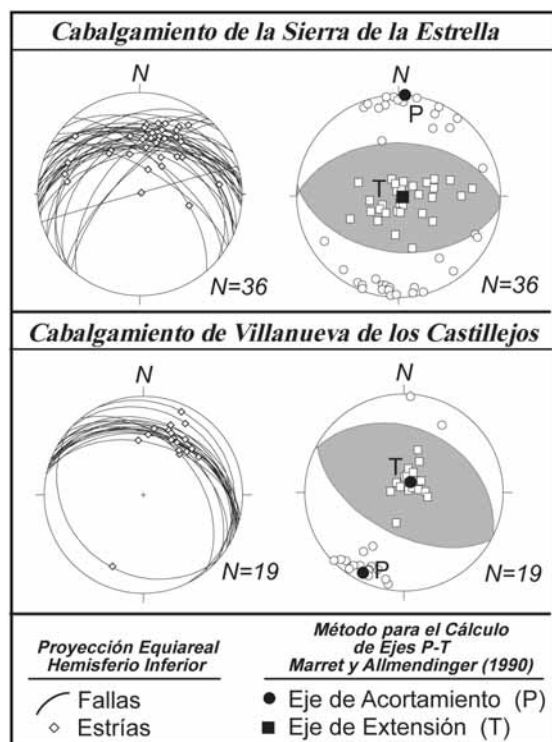 Cabalgamiento de la Sierra de la Estrella
N
N
P
T
N=36
N=36
Cabalgamiento de Villanueva de los Castillejos
N
N
T
P
N=19
N=19
Proyección Equiareal
Hemisferio Inferior
Fallas
Estrías
Método para el Cálculo
de Ejes P-T
Marret y Allmendinger (1990)
Eje de Acortamiento (P)
Eje de Extensión (T)